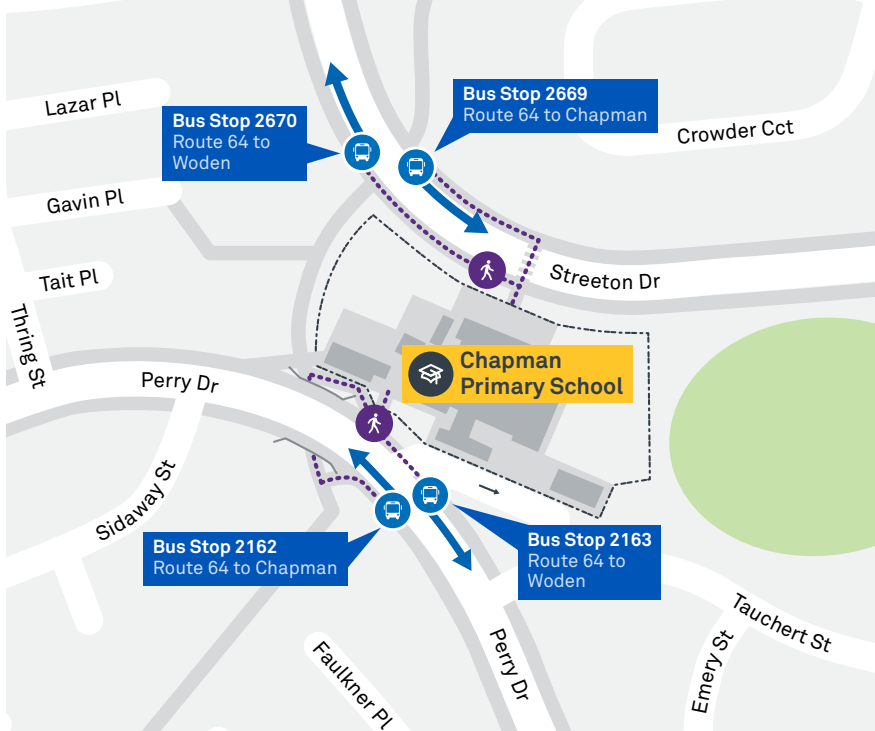 Lazar Pl
Bus Stop 2670
Route 64 to
Woden
Bus Stop 2669
Route 64 to Chapman
Crowder Cct
Gavin Pl
Tait Pl
Streeton Dr
Thring St
Perry Dr
Chapman
Primary School
Sidaway St
Bus Stop 2162
Route 64 to Chapman
Bus Stop 2163
Route 64 to
Woden
Tauchert St
Emery St
Perry Dr
Faulkner Pl